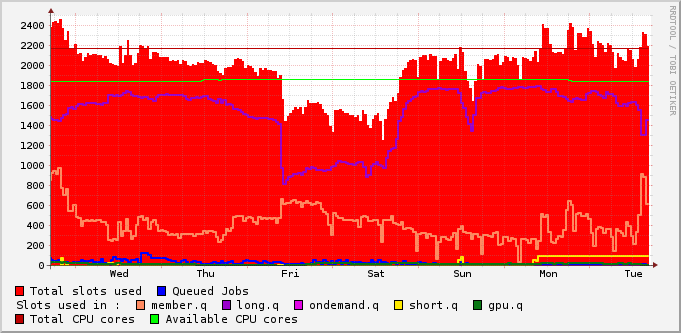 2400
2200
2000
1800
1600
1400
1200
1000
800
600
400
200
0
Wed Thu Fri Sat Sun Mon Tue
RRDTOOL / TOBI OETIKER
Total slots used Queued Jobs
Slots used in : member.q long.q ondemand.q short.q gpu.q
Total CPU cores Available CPU cores